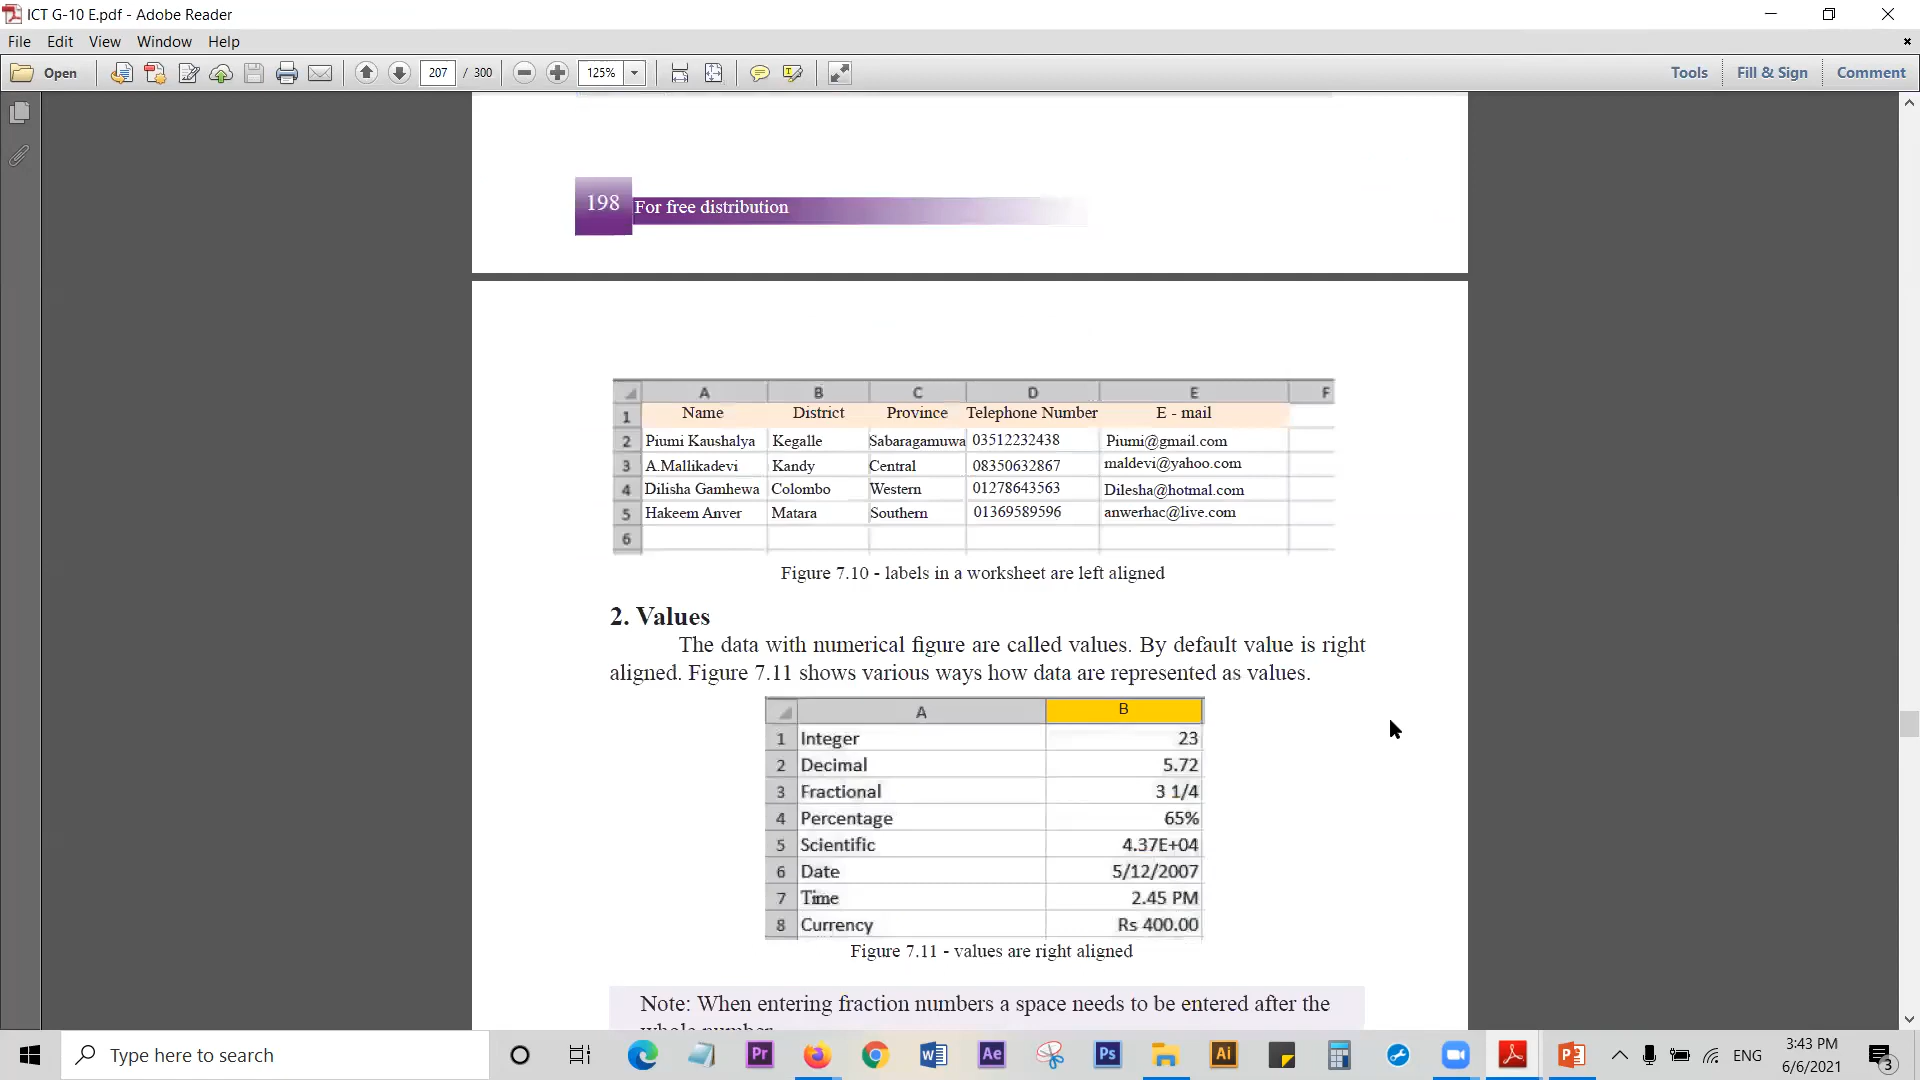 ICT G-10 E.pdf - Adobe Reader
File Edit View Window Help
Open 207 / 300 125% Tools Fill & Sign Comment
198 For free distribution
A B C D E F
1 Name District Province Telephone Number E - mail
2 Piumi Kaushalya Kegalle Sabaragamuwa 03512232438 Piumi@gmail.com
3 A.Mallikadevi Kandy Central 08350632867 maldevi@yahoo.com
4 Dilisha Gamhewa Colombo Western 01278643563 Dilesha@hotmal.com
5 Hakeem Anver Matara Southern 01369589596 anwerhac@live.com
6
Figure 7.10 - labels in a worksheet are left aligned
2. Values
The data with numerical figure are called values. By default value is right
aligned. Figure 7.11 shows various ways how data are represented as values.
A B
1 Integer 23
2 Decimal 5.72
3 Fractional 3 1/4
4 Percentage 65%
5 Scientific 4.37E+04
6 Date 5/12/2007
7 Time 2.45 PM
8 Currency Rs 400.00
Figure 7.11 - values are right aligned
Note: When entering fraction numbers a space needs to be entered after the
whole number
Type here to search Pr Ae Ps Ai ENG 3:43 PM
6/6/2021 3